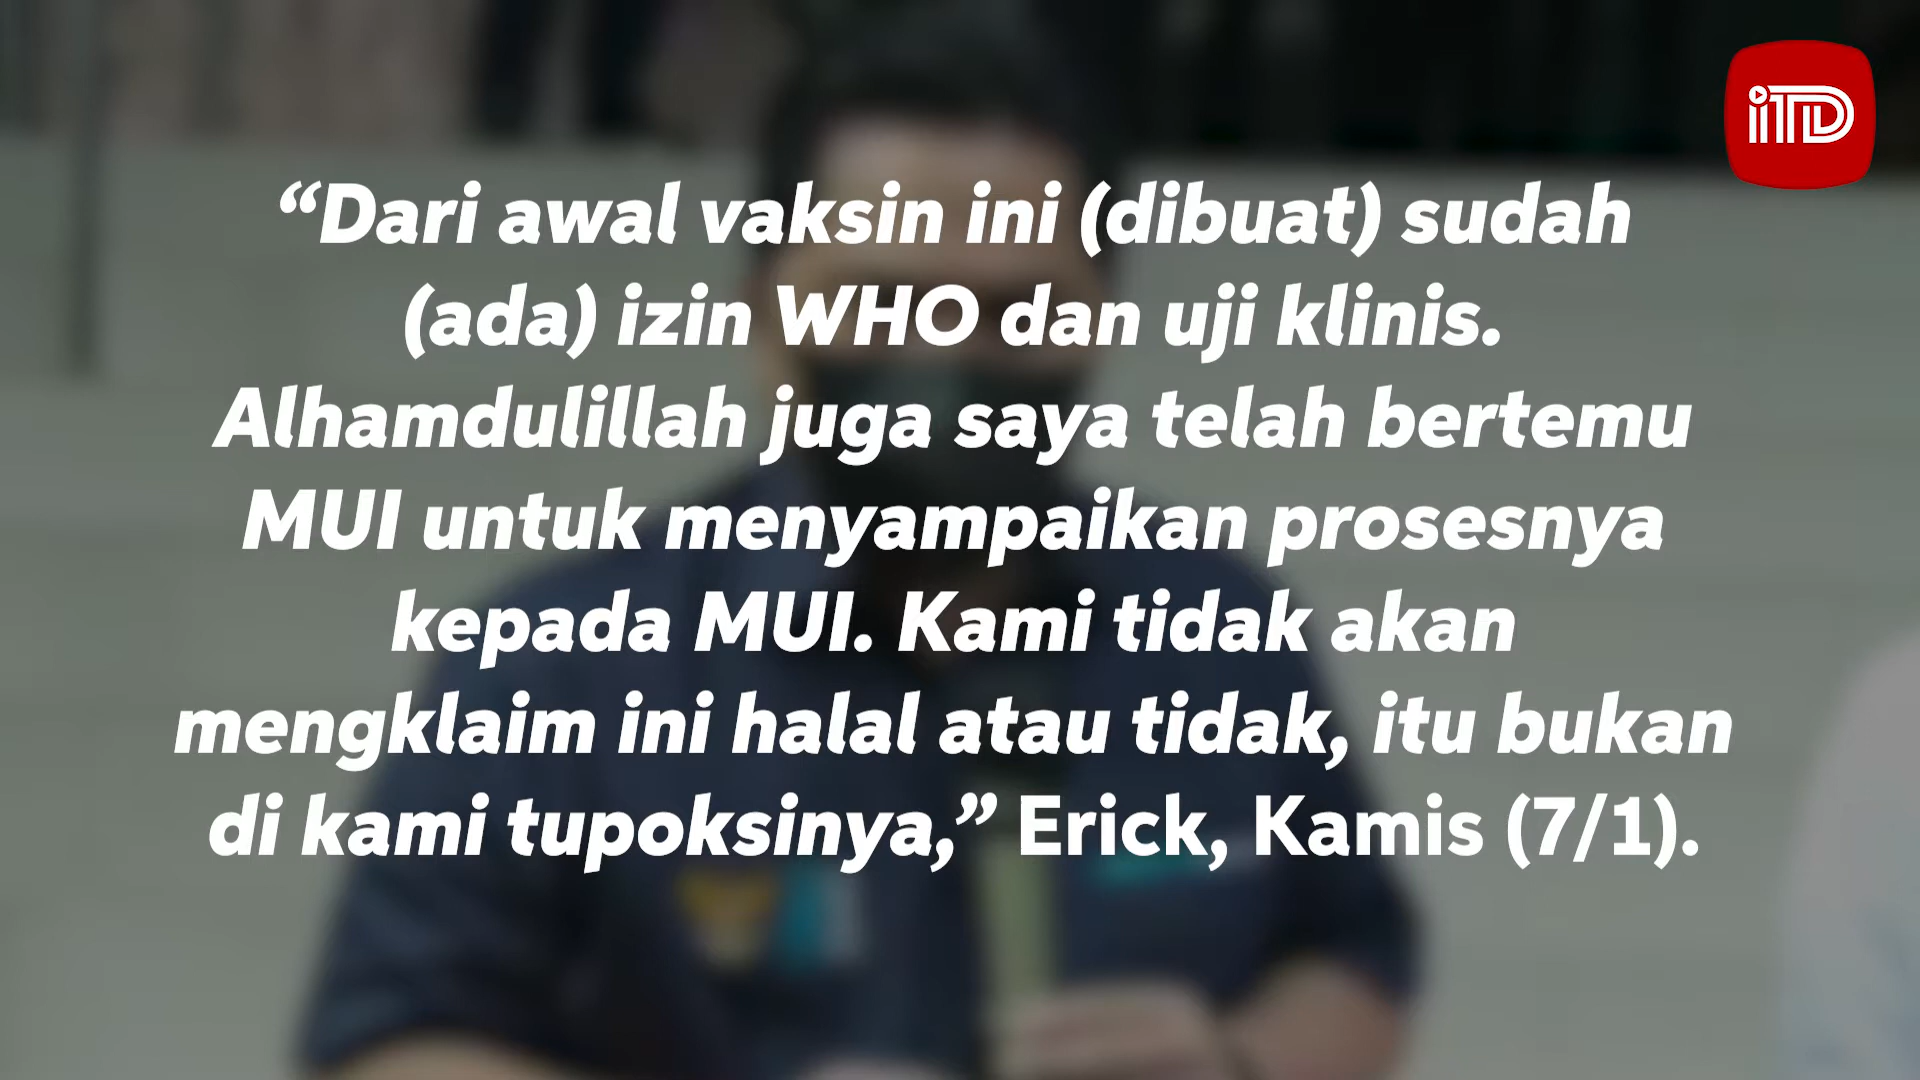 iTD
“Dari awal vaksin ini (dibuat) sudah
(ada) izin WHO dan uji klinis.
Alhamdulillah juga saya telah bertemu
MUI untuk menyampaikan prosesnya
kepada MUI. Kami tidak akan
mengklaim ini halal atau tidak, itu bukan
di kami tupoksinya,” Erick, Kamis (7/1).